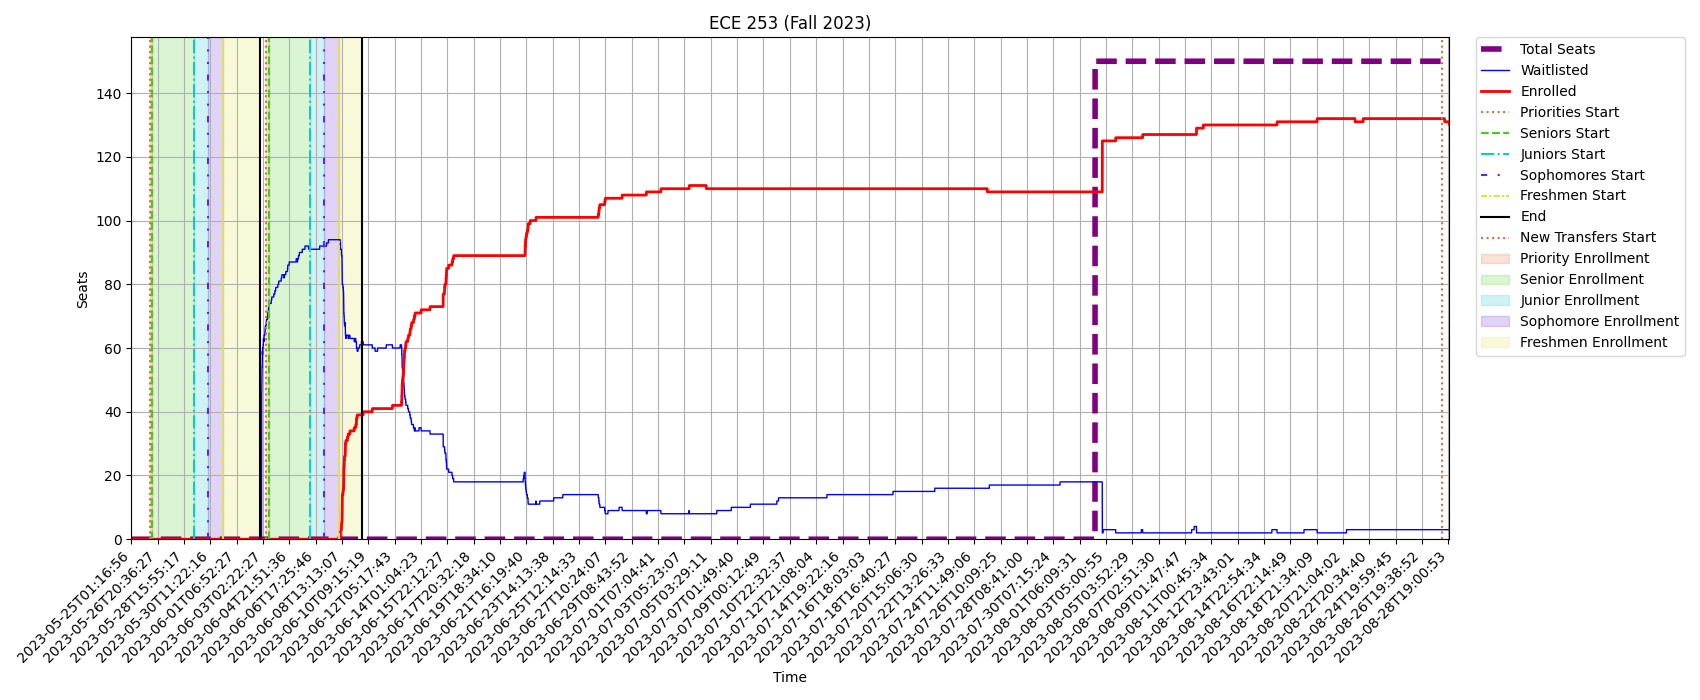 ECE 253 (Fall 2023)
Seats
140
120
100
80
60
40
20
0
2023-05-25T01:16:56
2023-05-26T20:36:27
2023-05-28T15:55:17
2023-05-30T11:22:16
2023-06-01T06:52:27
2023-06-03T02:22:27
2023-06-04T21:51:36
2023-06-06T17:25:46
2023-06-08T13:13:07
2023-06-10T09:15:19
2023-06-12T05:17:43
2023-06-14T01:04:23
2023-06-15T22:12:27
2023-06-17T20:32:18
2023-06-19T18:34:10
2023-06-21T16:19:40
2023-06-23T14:13:38
2023-06-25T12:14:33
2023-06-27T10:24:07
2023-06-29T08:43:52
2023-07-01T07:04:41
2023-07-03T05:23:07
2023-07-05T03:29:11
2023-07-07T01:49:40
2023-07-09T00:12:49
2023-07-10T22:32:37
2023-07-12T21:08:04
2023-07-14T19:22:16
2023-07-16T18:03:03
2023-07-18T16:40:27
2023-07-20T15:06:30
2023-07-22T13:26:33
2023-07-24T11:49:06
2023-07-26T10:09:25
2023-07-28T08:41:00
2023-07-30T07:15:24
2023-08-01T06:09:31
2023-08-03T05:00:55
2023-08-05T03:52:29
2023-08-07T02:51:30
2023-08-09T01:47:47
2023-08-11T00:45:34
2023-08-12T23:43:01
2023-08-14T22:54:34
2023-08-16T22:14:49
2023-08-18T21:34:09
2023-08-20T21:04:02
2023-08-22T20:34:40
2023-08-24T19:59:45
2023-08-26T19:38:52
2023-08-28T19:00:53
Time
Total Seats
Waitlisted
Enrolled
Priorities Start
Seniors Start
Juniors Start
Sophomores Start
Freshmen Start
End
New Transfers Start
Priority Enrollment
Senior Enrollment
Junior Enrollment
Sophomore Enrollment
Freshmen Enrollment